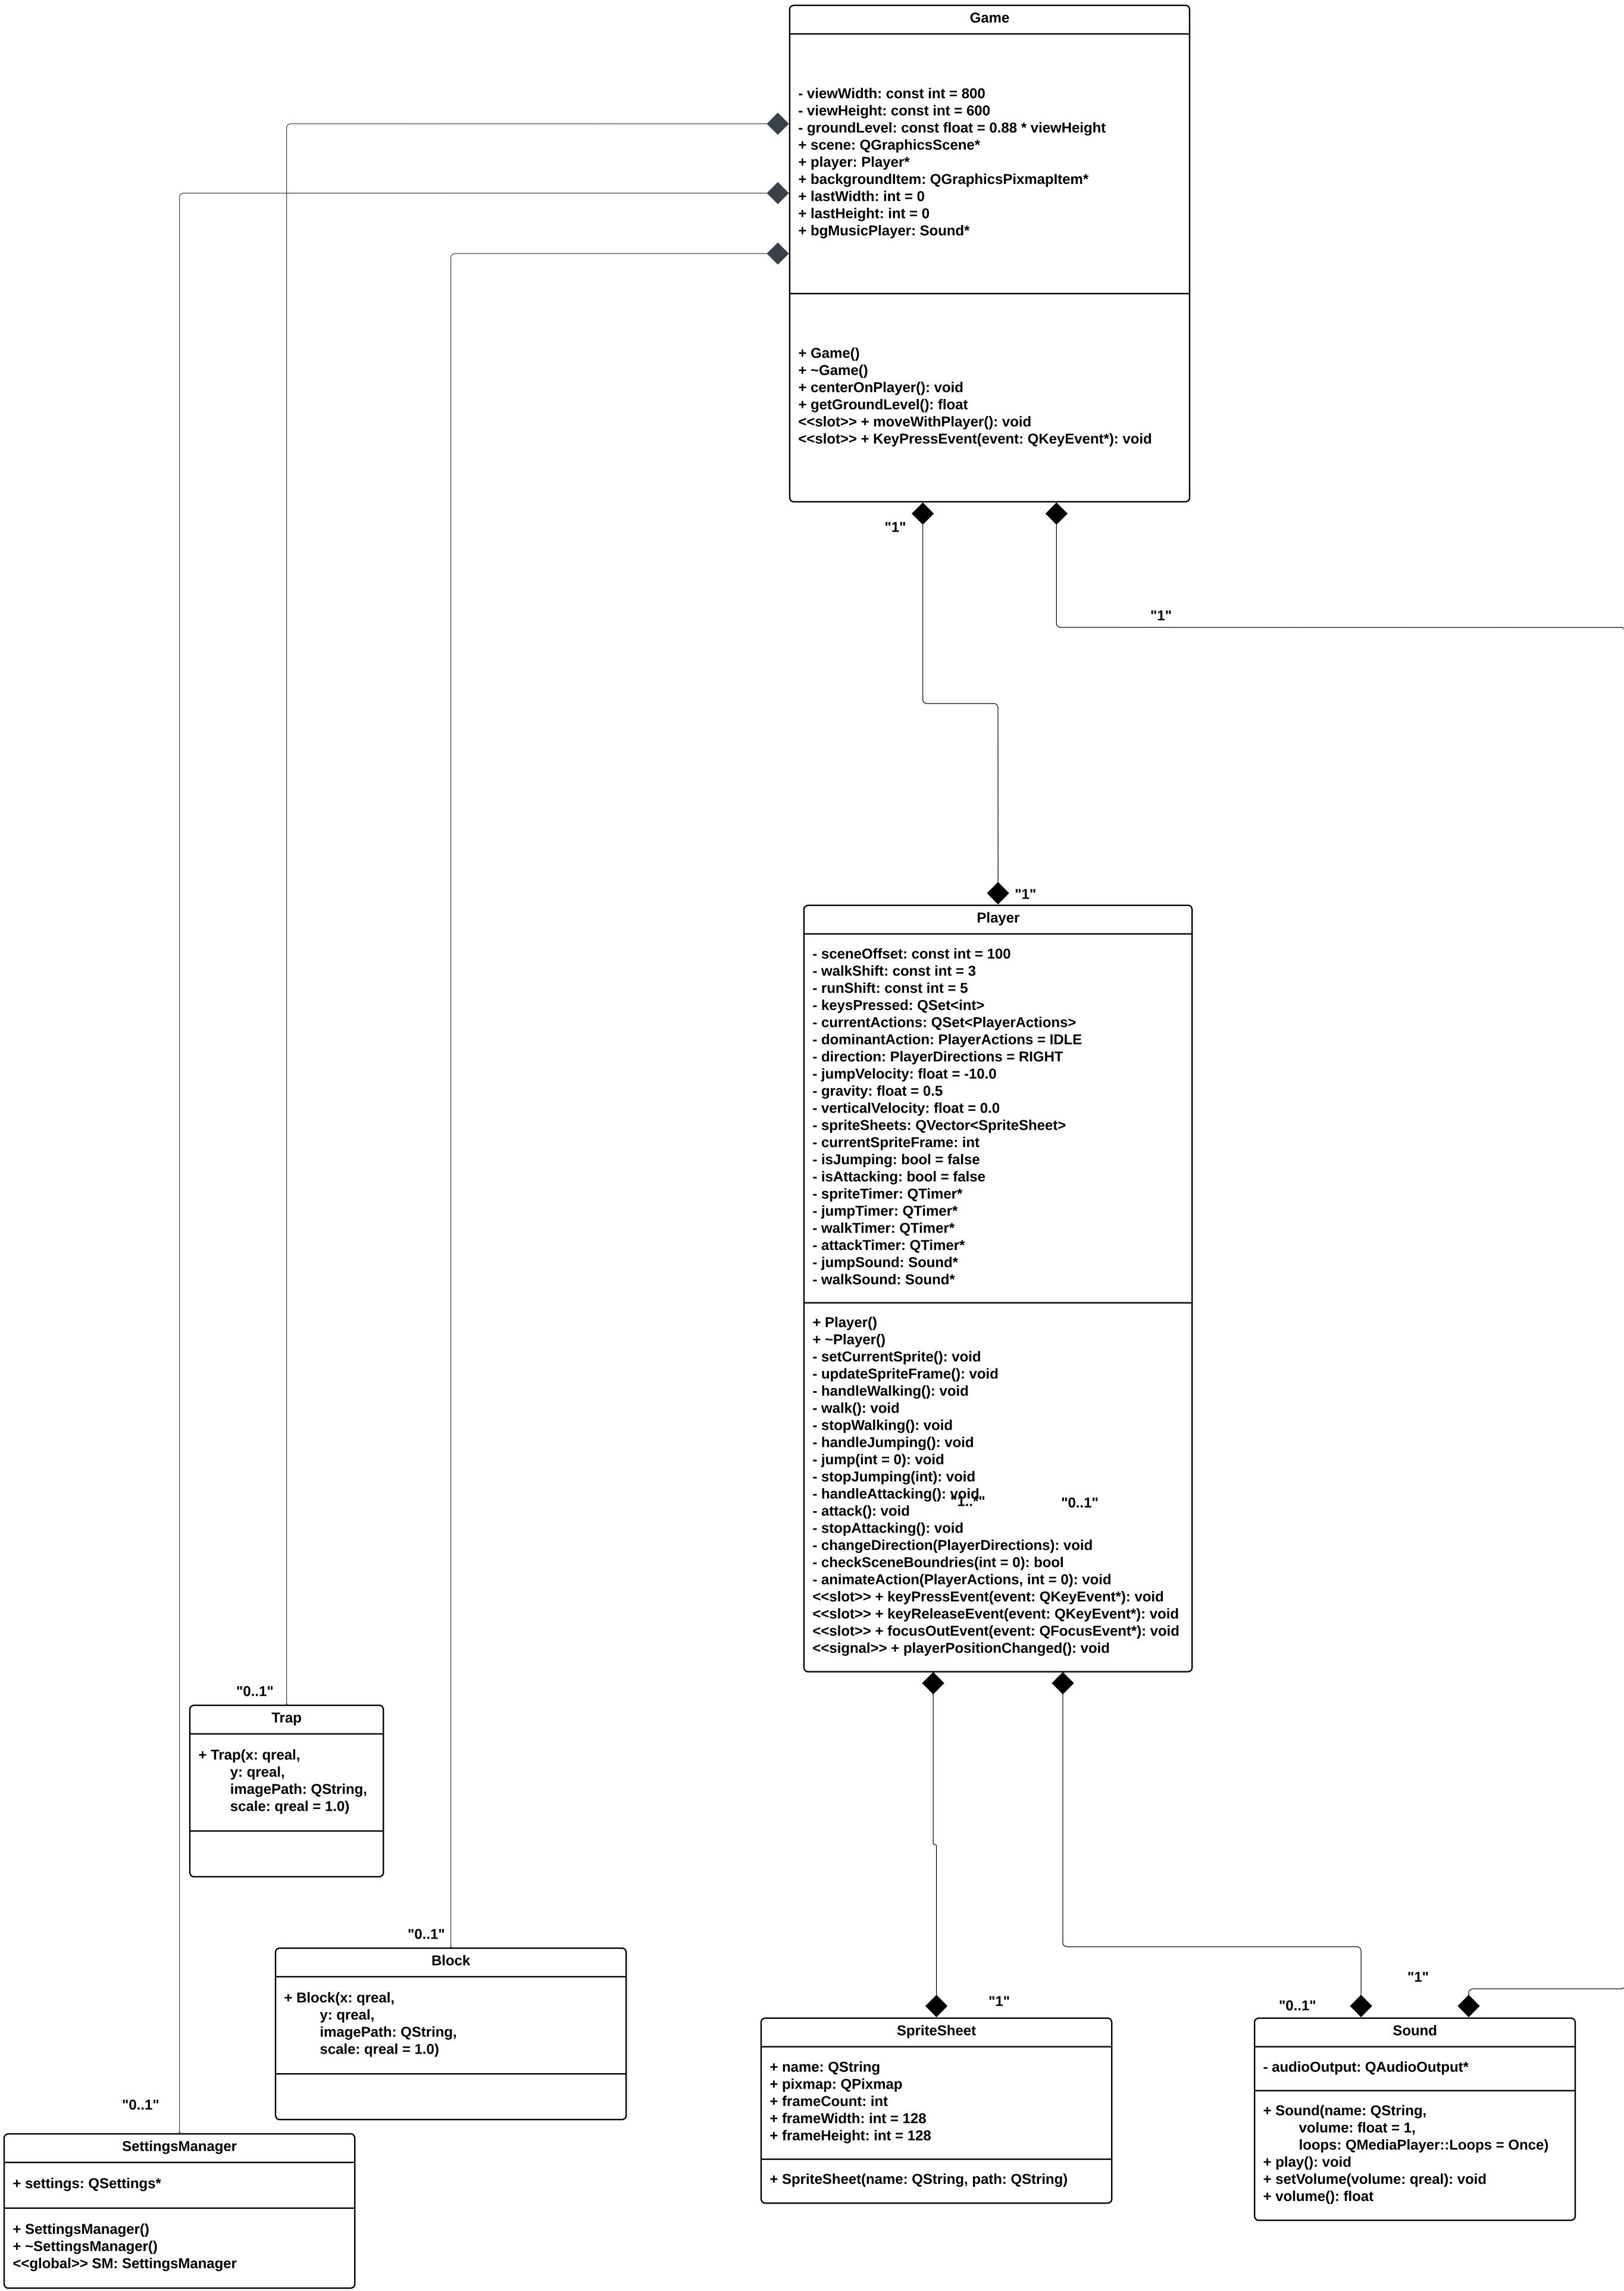 Game
- viewWidth: const int = 800
- viewHeight: const int = 600
- groundLevel: const float = 0.88 * viewHeight
+ scene: QGraphicsScene*
+ player: Player*
+ backgroundItem: QGraphicsPixmapItem*
+ lastWidth: int = 0
+ lastHeight: int = 0
+ bgMusicPlayer: Sound*
+ Game()
+ ~Game()
+ centerOnPlayer(): void
+ getGroundLevel(): float
<<slot>> + moveWithPlayer(): void
<<slot>> + KeyPressEvent(event: QKeyEvent*): void
"1"
"1"
"1"
Player
- sceneOffset: const int = 100
- walkShift: const int = 3
- runShift: const int = 5
- keysPressed: QSet<int>
- currentActions: QSet<PlayerActions>
- dominantAction: PlayerActions = IDLE
- direction: PlayerDirections = RIGHT
- jumpVelocity: float = -10.0
- gravity: float = 0.5
- verticalVelocity: float = 0.0
- spriteSheets: QVector<SpriteSheet>
- currentSpriteFrame: int
- isJumping: bool = false
- isAttacking: bool = false
- spriteTimer: QTimer*
- jumpTimer: QTimer*
- walkTimer: QTimer*
- attackTimer: QTimer*
- jumpSound: Sound*
- walkSound: Sound*
+ Player()
+ ~Player()
- setCurrentSprite(): void
- updateSpriteFrame(): void
- handleWalking(): void
- walk(): void
- stopWalking(): void
- handleJumping(): void
- jump(int = 0): void
- stopJumping(int): void
- handleAttacking(): void
"1..*"
"0..1"
- attack(): void
- stopAttacking(): void
- changeDirection(PlayerDirections): void
- checkSceneBoundries(int = 0): bool
- animateAction(PlayerActions, int = 0): void
<<slot>> + keyPressEvent(event: QKeyEvent*): void
<<slot>> + keyReleaseEvent(event: QKeyEvent*): void
<<slot>> + focusOutEvent(event: QFocusEvent*): void
<<signal>> + playerPositionChanged(): void
"0..1"
Trap
+ Trap(x: qreal,
y: qreal,
imagePath: QString,
scale: qreal = 1.0)
"0..1"
Block
+ Block(x: qreal,
y: qreal,
imagePath: QString,
scale: qreal = 1.0)
"0..1"
SettingsManager
+ settings: QSettings*
+ SettingsManager()
+ ~SettingsManager()
<<global>> SM: SettingsManager
"1"
SpriteSheet
+ name: QString
+ pixmap: QPixmap
+ frameCount: int
+ frameWidth: int = 128
+ frameHeight: int = 128
+ SpriteSheet(name: QString, path: QString)
"0..1"
"1"
Sound
- audioOutput: QAudioOutput*
+ Sound(name: QString,
volume: float = 1,
loops: QMediaPlayer::Loops = Once)
+ play(): void
+ setVolume(volume: qreal): void
+ volume(): float